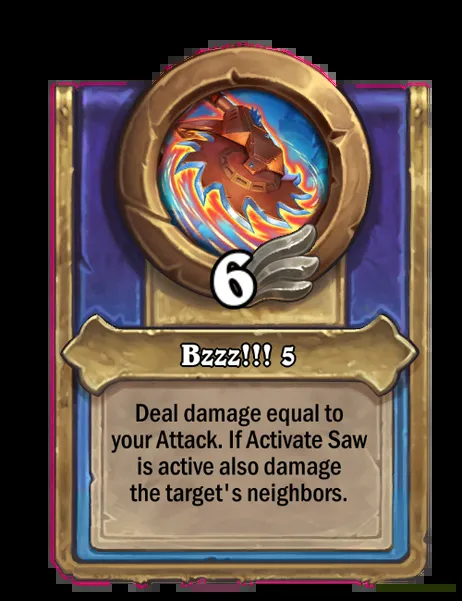 6
Bzzz!!! 5
Deal damage equal to
your Attack. If Activate Saw
is active also damage
the target's neighbors.